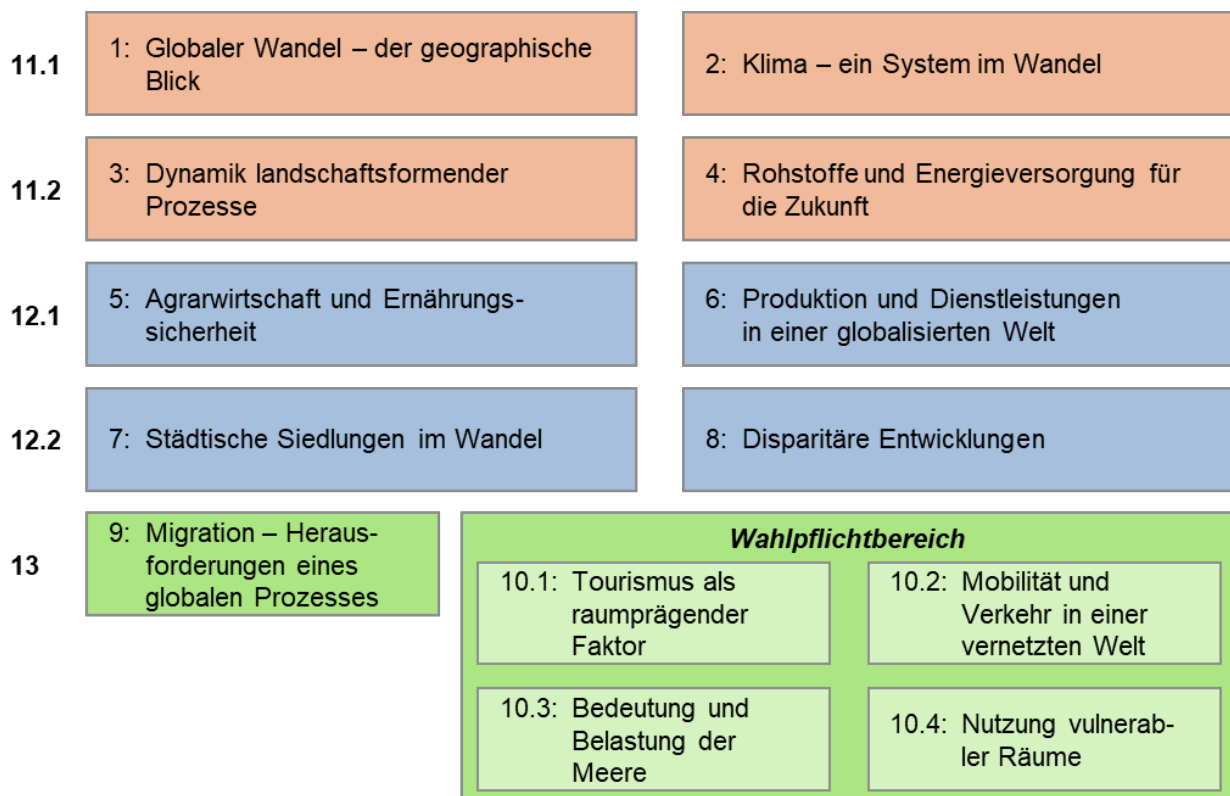 11.1
1: Globaler Wandel – der geographische
Blick
2: Klima – ein System im Wandel
11.2
3: Dynamik landschaftsformender
Prozesse
4: Rohstoffe und Energieversorgung für
die Zukunft
12.1
5: Agrarwirtschaft und Ernährungs-
sicherheit
6: Produktion und Dienstleistungen
in einer globalisierten Welt
12.2
7: Städtische Siedlungen im Wandel
8: Disparitäre Entwicklungen
13
9: Migration – Heraus-
forderungen eines
globalen Prozesses
Wahlpflichtbereich
10.1: Tourismus als
raumprägender
Faktor
10.2: Mobilität und
Verkehr in einer
vernetzten Welt
10.3: Bedeutung und
Belastung der
Meere
10.4: Nutzung vulnerab-
ler Räume